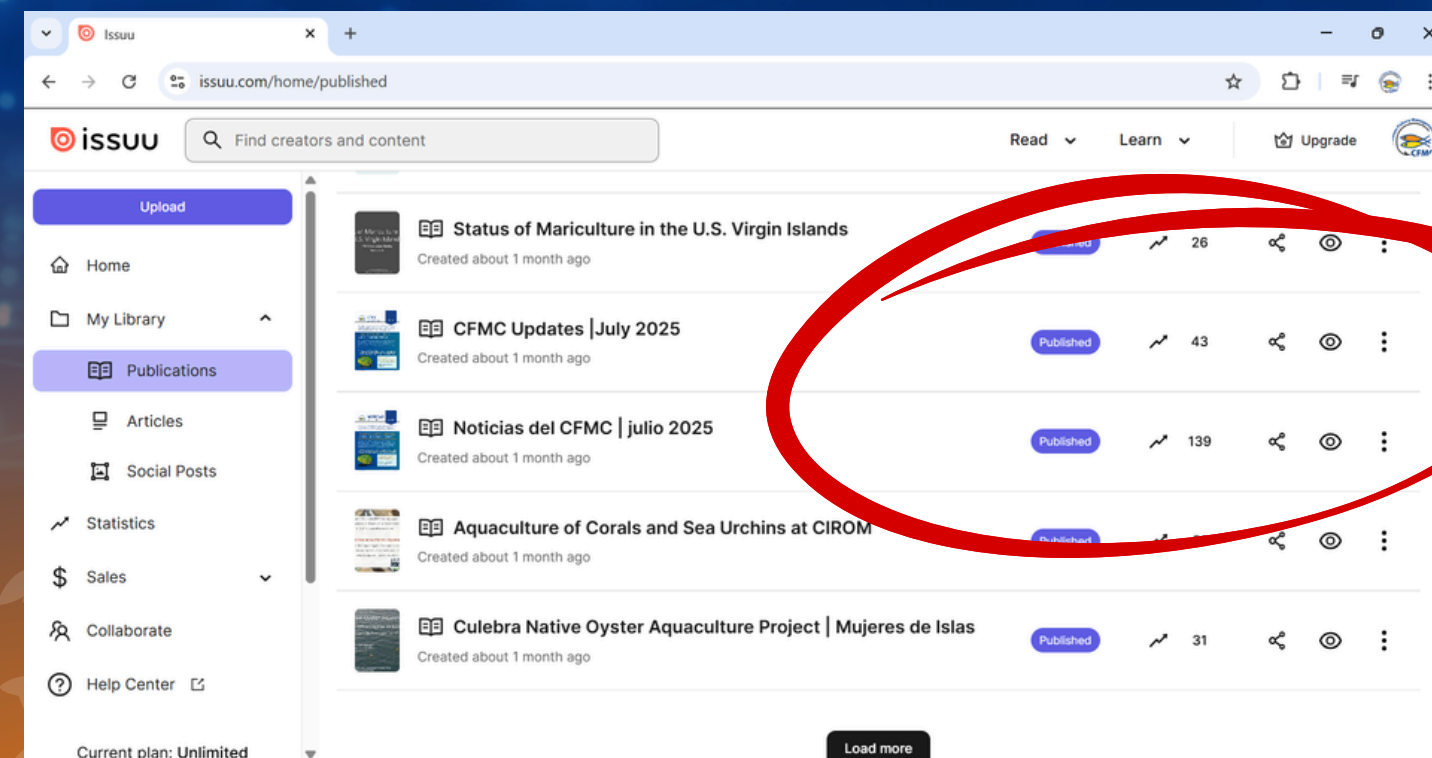 Issuu
issuu.com/home/published
issuu
Find creators and content
Read
Learn
Upgrade
CFMC
Upload
Home
My Library
Publications
Articles
Social Posts
Statistics
Sales
Collaborate
Help Center
Current plan: Unlimited
Status of Mariculture in the U.S. Virgin Islands
Created about 1 month ago
Published
26
CFMC Updates |July 2025
Created about 1 month ago
Published
43
Noticias del CFMC | julio 2025
Created about 1 month ago
Published
139
Aquaculture of Corals and Sea Urchins at CIROM
Created about 1 month ago
Published
Culebra Native Oyster Aquaculture Project | Mujeres de Islas
Created about 1 month ago
Published
31
Load more